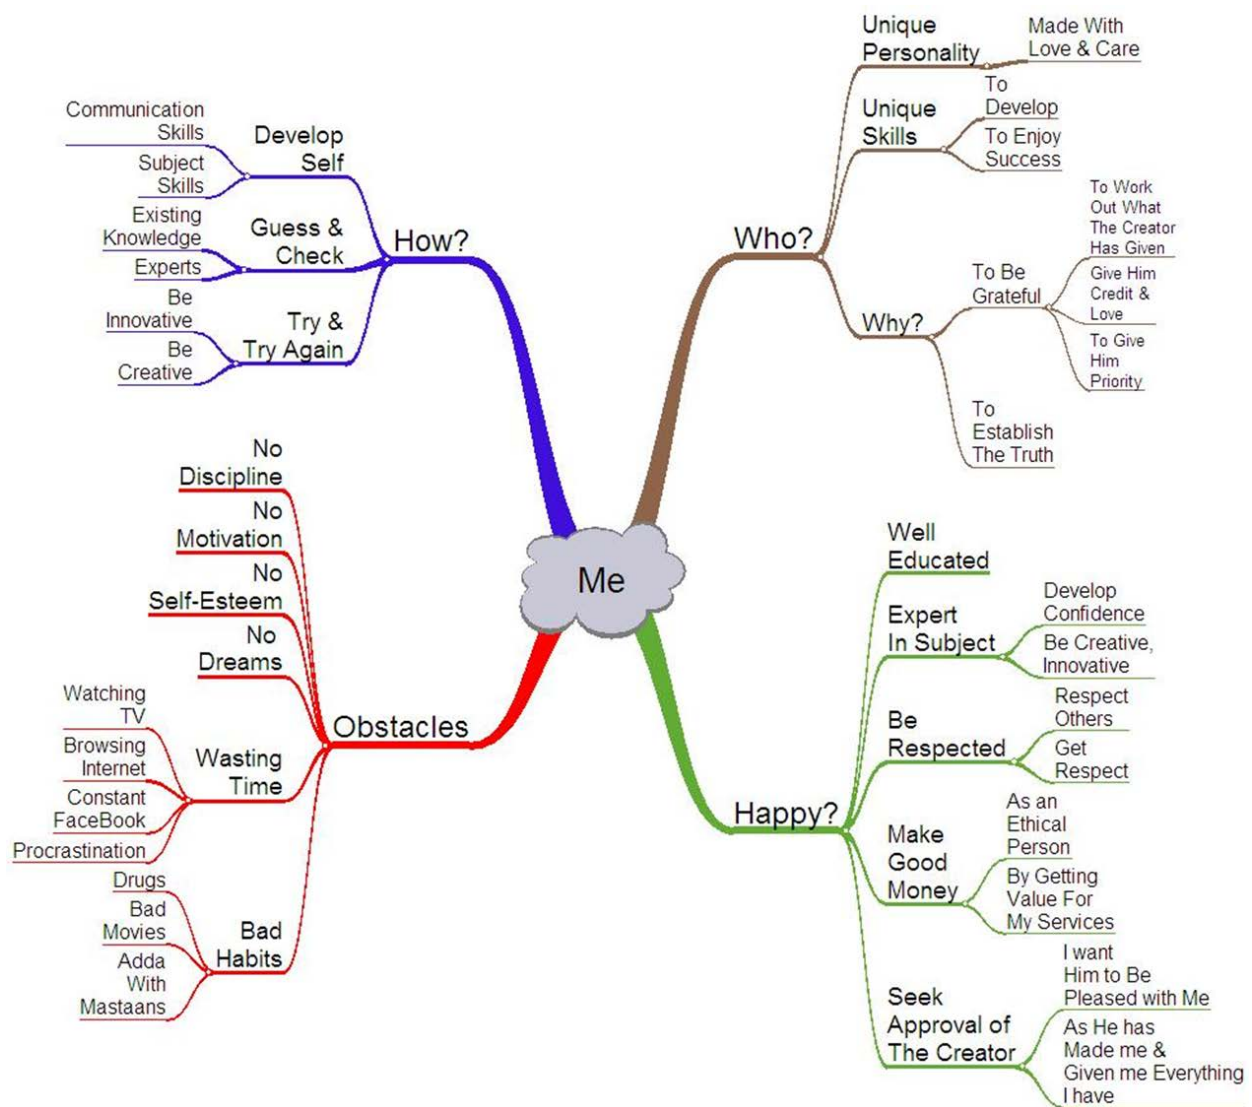 Me
How?
Develop
Self
Communication
Skills
Subject
Skills
Guess &
Check
Existing
Knowledge
Experts
Try &
Try Again
Be
Innovative
Be
Creative
Who?
Unique
Personality
Made With
Love & Care
Unique
Skills
To
Develop
To Enjoy
Success
Why?
To Be
Grateful
To Work
Out What
The Creator
Has Given
Give Him
Credit &
Love
To Give
Him
Priority
To
Establish
The Truth
Obstacles
No
Discipline
No
Motivation
No
Self-Esteem
No
Dreams
Wasting
Time
Watching
TV
Browsing
Internet
Constant
FaceBook
Procrastination
Bad
Habits
Drugs
Bad
Movies
Adda
With
Mastaans
Happy?
Well
Educated
Expert
In Subject
Develop
Confidence
Be Creative,
Innovative
Be
Respected
Respect
Others
Get
Respect
Make
Good
Money
As an
Ethical
Person
By Getting
Value For
My Services
Seek
Approval of
The Creator
I want
Him to Be
Pleased with Me
As He has
Made me &
Given me Everything
I have